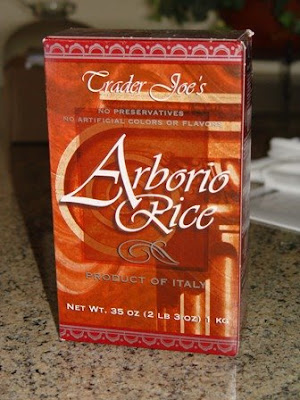 Trader Joe's
NO PRESERVATIVES
NO ARTIFICIAL COLORS OR FLAVORS
Arborio
Rice
PRODUCT OF ITALY
NET WT. 35 OZ (2 LB 3 OZ) 1 KG